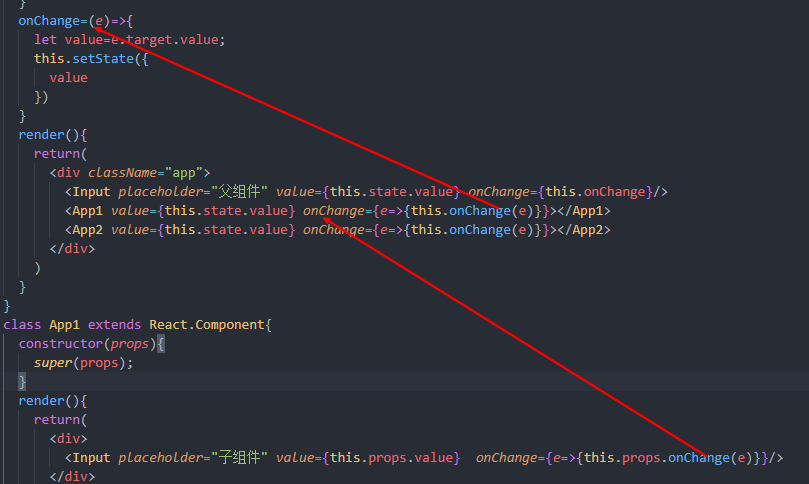 }
onChange=(e)=>{
let value=e.target.value;
this.setState({
value
})
}
render(){
return(
<div className="app">
<Input placeholder="父组件" value={this.state.value} onChange={this.onChange}/>
<App1 value={this.state.value} onChange={e=>{this.onChange(e)}}></App1>
<App2 value={this.state.value} onChange={e=>{this.onChange(e)}}></App2>
</div>
)
}
}
class App1 extends React.Component{
constructor(props){
super(props);
}
render(){
return(
<div>
<Input placeholder="子组件" value={this.props.value} onChange={e=>{this.props.onChange(e)}}/>
</div>